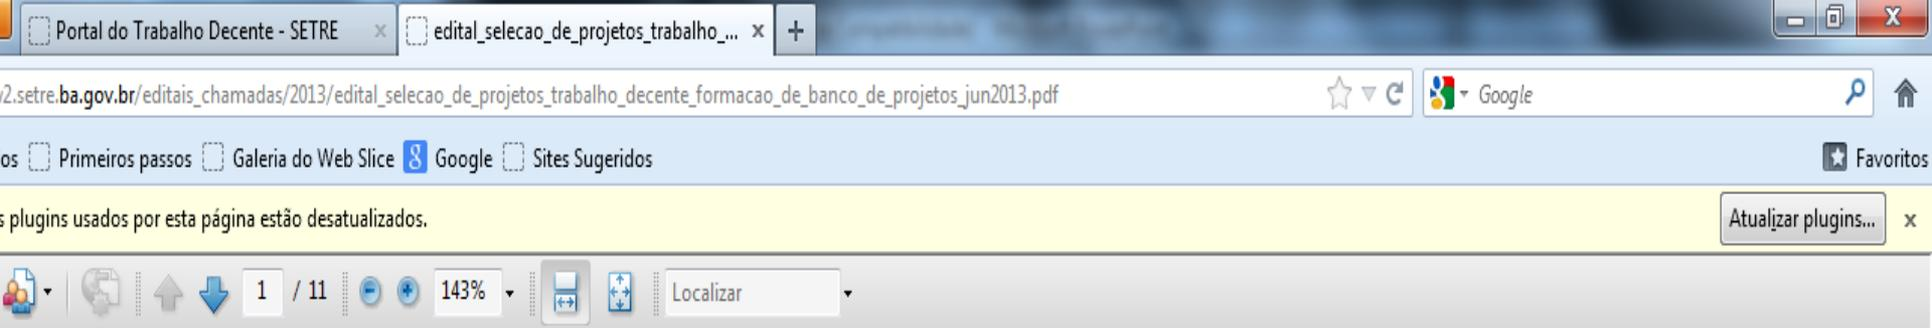 Portal do Trabalho Decente - SETRE × edital_selecao_de_projetos_trabalho_... × +
2.setre.ba.gov.br/editais_chamadas/2013/edital_selecao_de_projetos_trabalho_decente_formacao_de_banco_de_projetos_jun2013.pdf Google
os Primeiros passos Galeria do Web Slice Google Sites Sugeridos Favoritos
s plugins usados por esta página estão desatualizados. Atualizar plugins... ×
1 / 11 143% Localizar